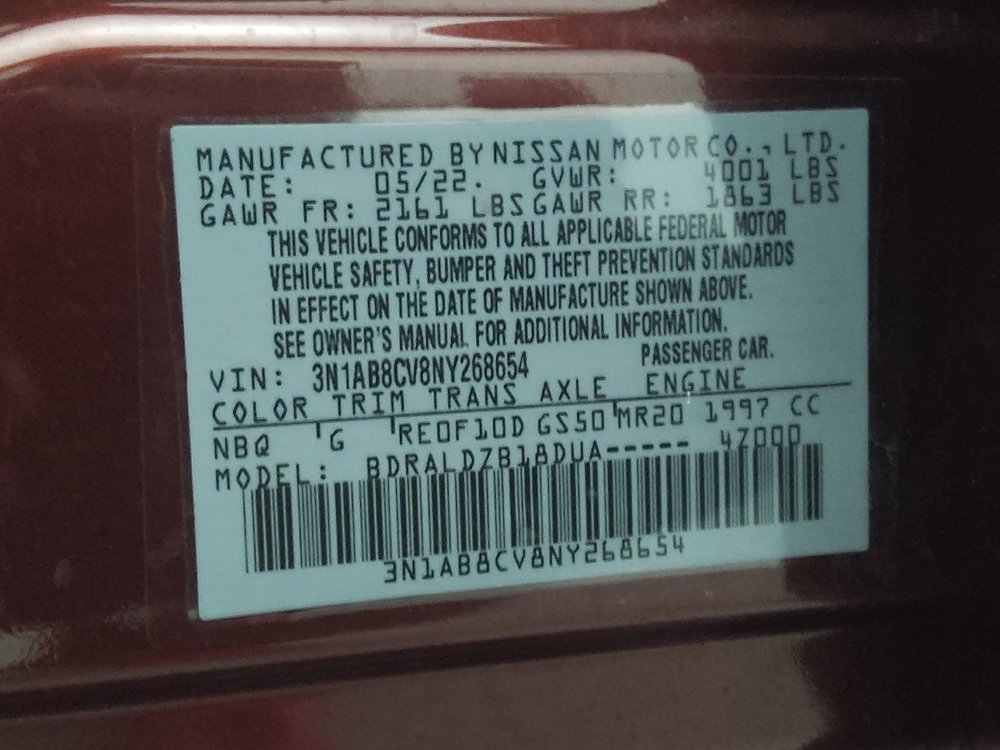 MANUFACTURED BY NISSAN MOTOR CO., LTD.
DATE: 05/22. GVWR: 4001 LBS
GAWR FR: 2161 LBS GAWR RR: 1863 LBS
THIS VEHICLE CONFORMS TO ALL APPLICABLE FEDERAL MOTOR
VEHICLE SAFETY, BUMPER AND THEFT PREVENTION STANDARDS
IN EFFECT ON THE DATE OF MANUFACTURE SHOWN ABOVE.
SEE OWNER'S MANUAL FOR ADDITIONAL INFORMATION.
VIN: 3N1AB8CV8NY268654 PASSENGER CAR.
COLOR TRIM TRANS AXLE ENGINE
NBQ 'G 'RE0F10D GS50 'MR20 1997 CC
MODEL: BDRALDZB18DUA----- 4Z000
3N1AB8CV8NY268654